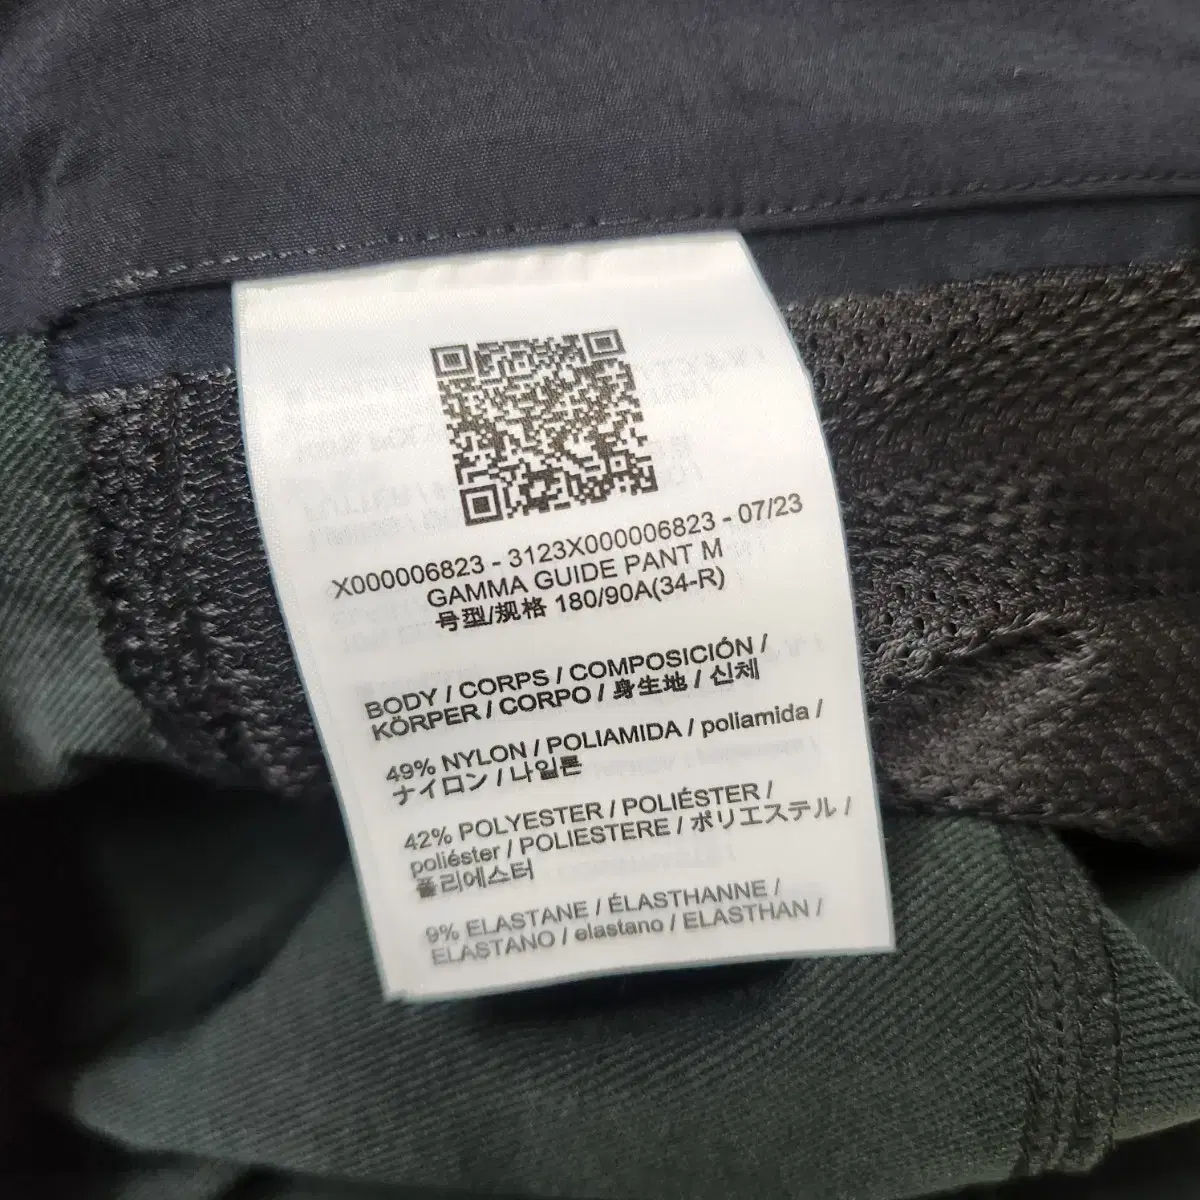 X000006823 - 3123X000006823 - 07/23
GAMMA GUIDE PANT M
号型/规格 180/90A(34-R)
BODY / CORPS / COMPOSICIÓN /
KÖRPER / CORPO / 身生地 / 신체
49% NYLON / POLIAMIDA / poliamida /
ナイロン / 나일론
42% POLYESTER / POLIÉSTER /
poliéster / POLIESTERE / ポリエステル /
폴리에스터
9% ELASTANE / ÉLASTHANNE /
ELASTANO / elastano / ELASTHAN /